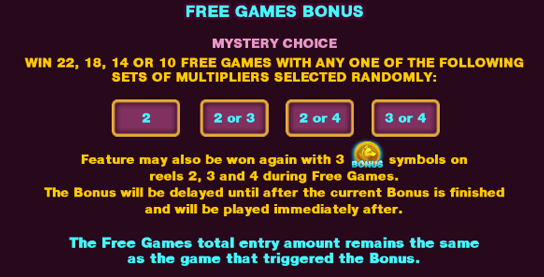 FREE GAMES BONUS
MYSTERY CHOICE
WIN 22, 18, 14 OR 10 FREE GAMES WITH ANY ONE OF THE FOLLOWING
SETS OF MULTIPLIERS SELECTED RANDOMLY:
2 2 or 3 2 or 4 3 or 4
Feature may also be won again with 3 BONUS symbols on
reels 2, 3 and 4 during Free Games.
The Bonus will be delayed until after the current Bonus is finished
and will be played immediately after.
The Free Games total entry amount remains the same
as the game that triggered the Bonus.